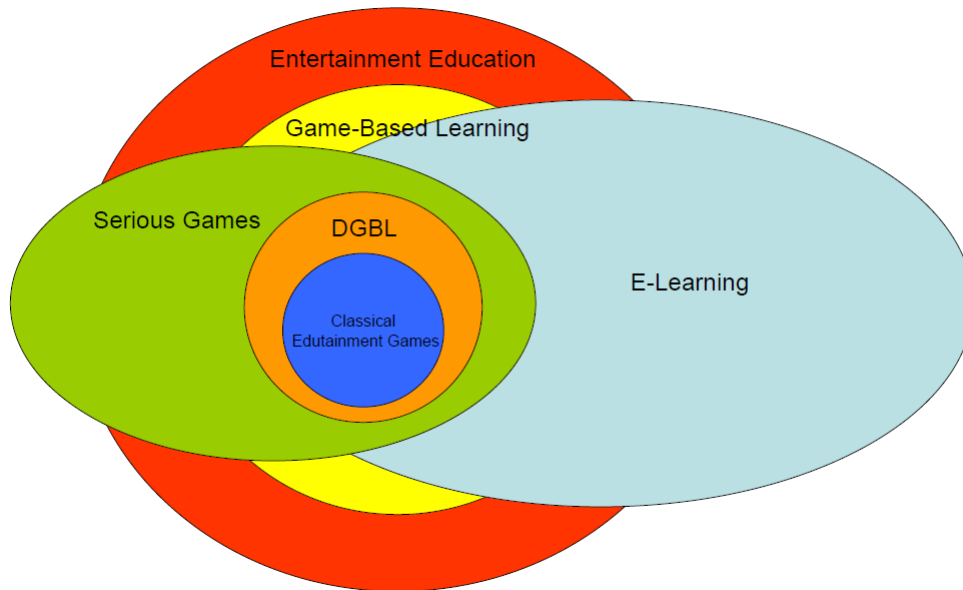 Entertainment Education
Game-Based Learning
Serious Games
DGBL
E-Learning
Classical
Edutainment Games